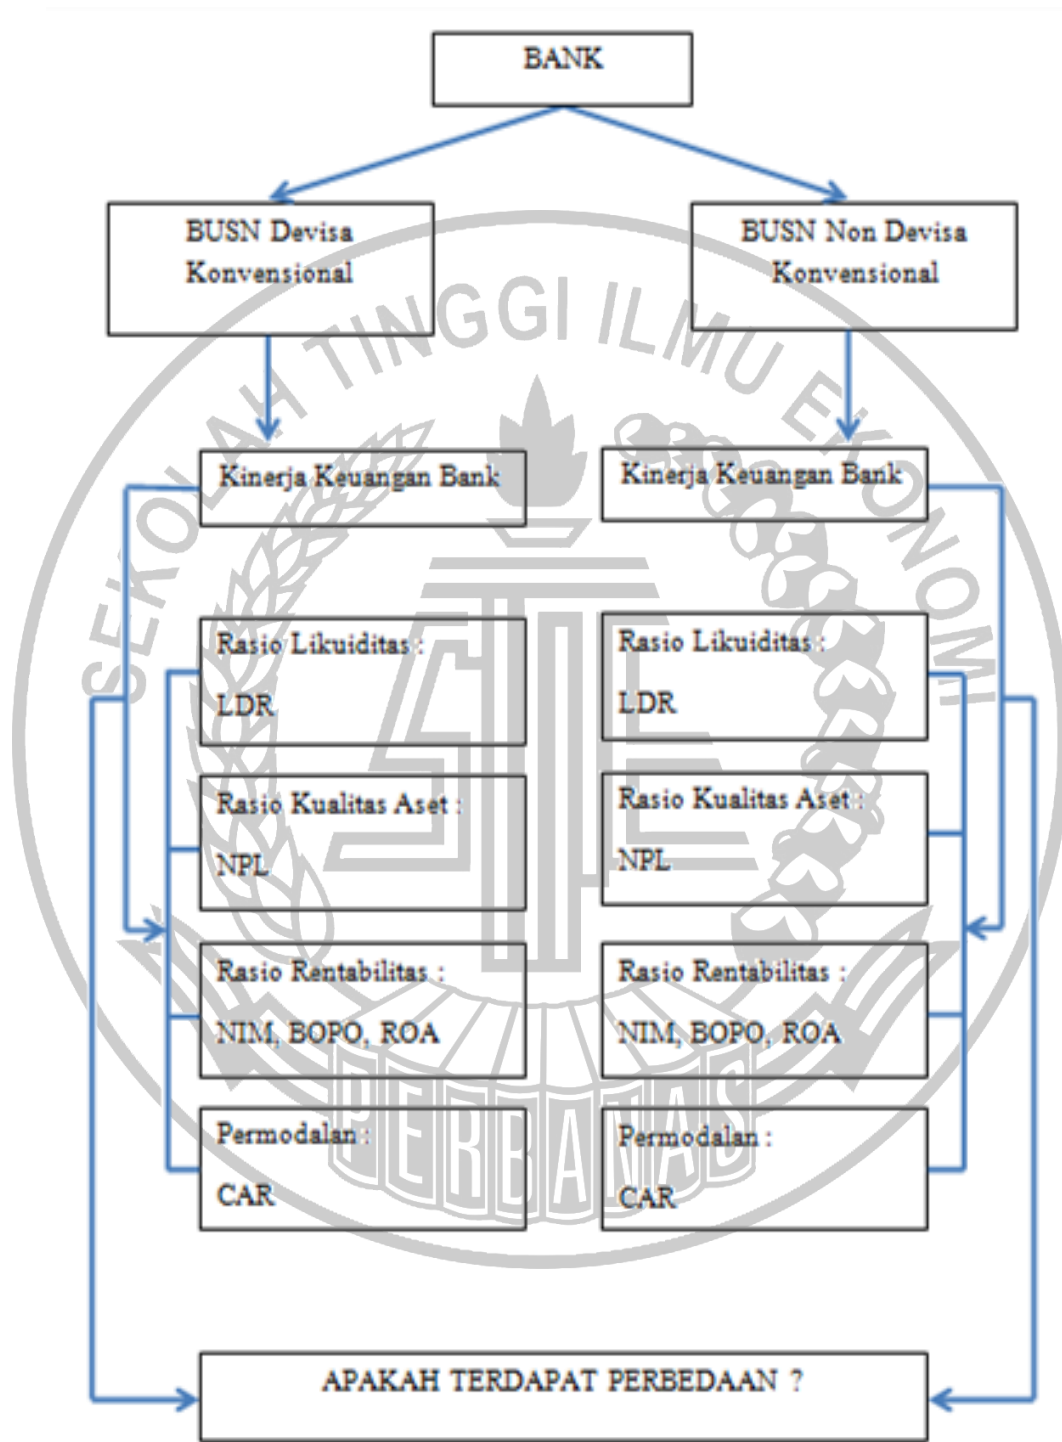 BANK
BUSN Devisa
Konvensional
BUSN Non Devisa
Konvensional
SEKOLAH TINGGI ILMU EKONOMI
Kinerja Keuangan Bank
Kinerja Keuangan Bank
Rasio Likuiditas :
LDR
Rasio Likuiditas :
LDR
Rasio Kualitas Aset :
NPL
Rasio Kualitas Aset :
NPL
Rasio Rentabilitas :
NIM, BOPO, ROA
Rasio Rentabilitas :
NIM, BOPO, ROA
Permodalan :
CAR
Permodalan :
CAR
PERBANAS
APAKAH TERDAPAT PERBEDAAN ?